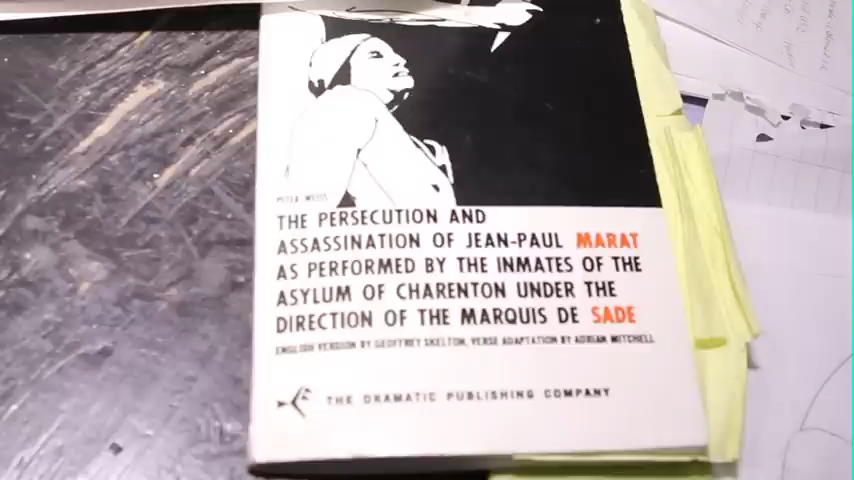 PETER WEISS
THE PERSECUTION AND
ASSASSINATION OF JEAN-PAUL MARAT
AS PERFORMED BY THE INMATES OF THE
ASYLUM OF CHARENTON UNDER THE
DIRECTION OF THE MARQUIS DE SADE
ENGLISH VERSION BY GEOFFREY SKELTON, VERSE ADAPTATION BY ADRIAN MITCHELL
THE DRAMATIC PUBLISHING COMPANY